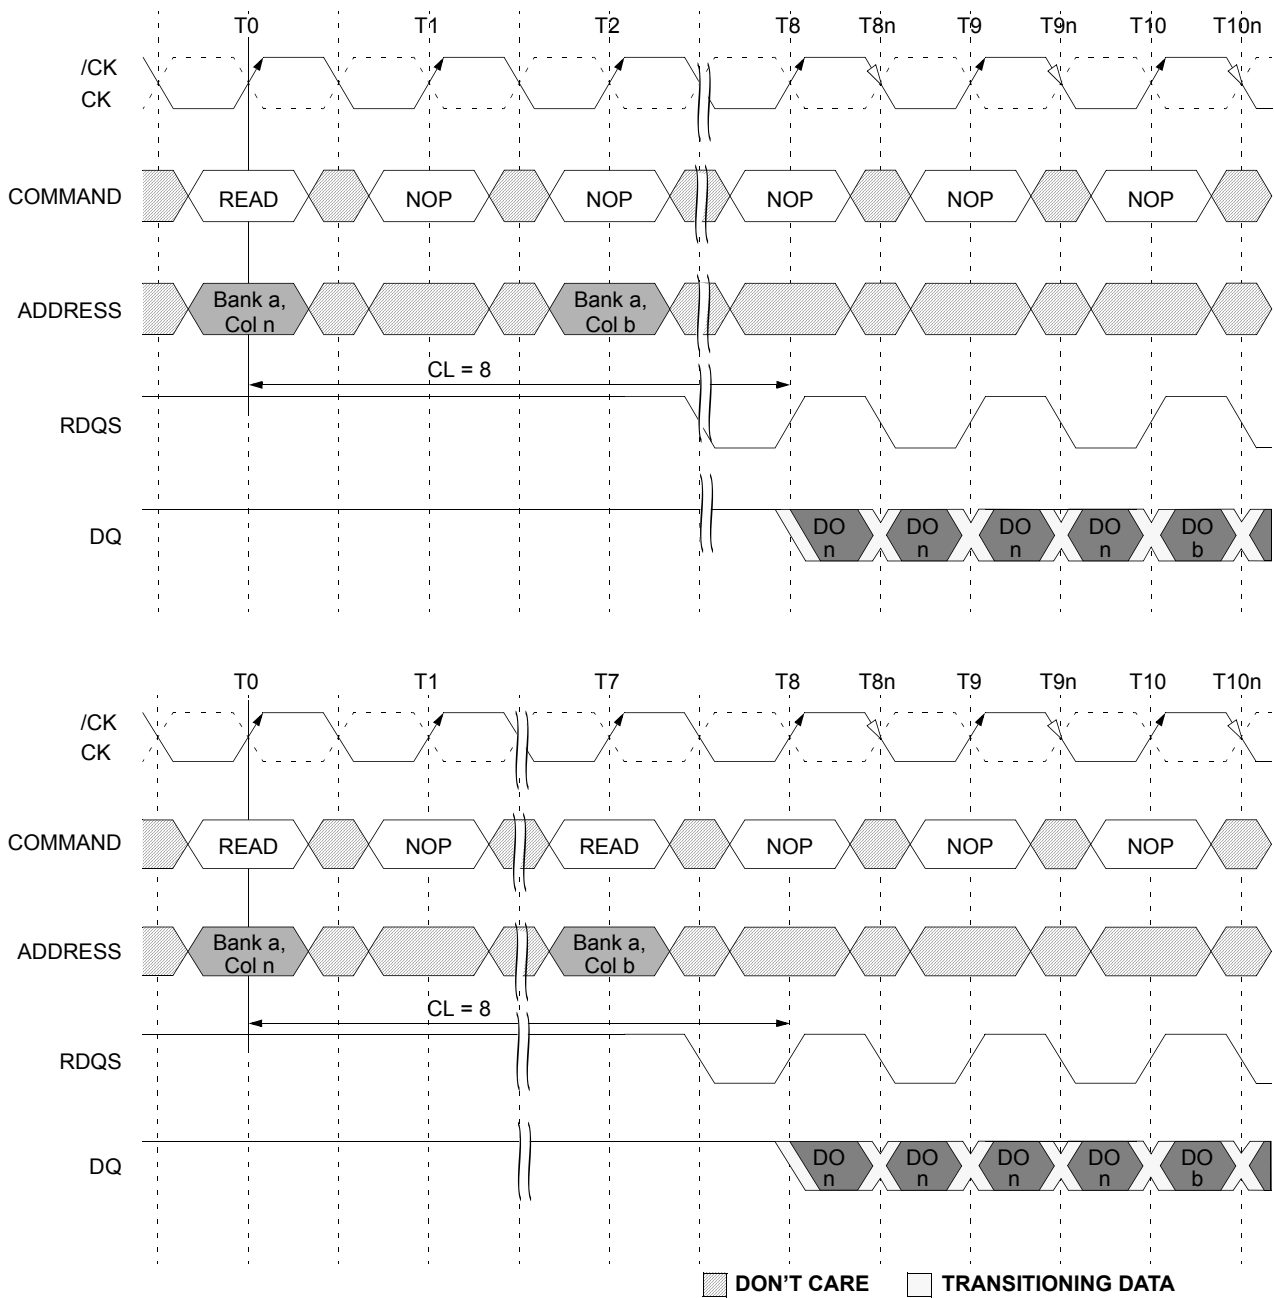 T0 T1 T2 T8 T8n T9 T9n T10 T10n
/CK
CK
COMMAND READ NOP NOP NOP NOP NOP
ADDRESS Bank a, Bank a,
Col n Col b
CL = 8
RDQS
DQ DO DO DO DO DO
n n n n b
T0 T1 T7 T8 T8n T9 T9n T10 T10n
/CK
CK
COMMAND READ NOP READ NOP NOP NOP
ADDRESS Bank a, Bank a,
Col n Col b
CL = 8
RDQS
DQ DO DO DO DO DO
n n n n b
DON'T CARE TRANSITIONING DATA